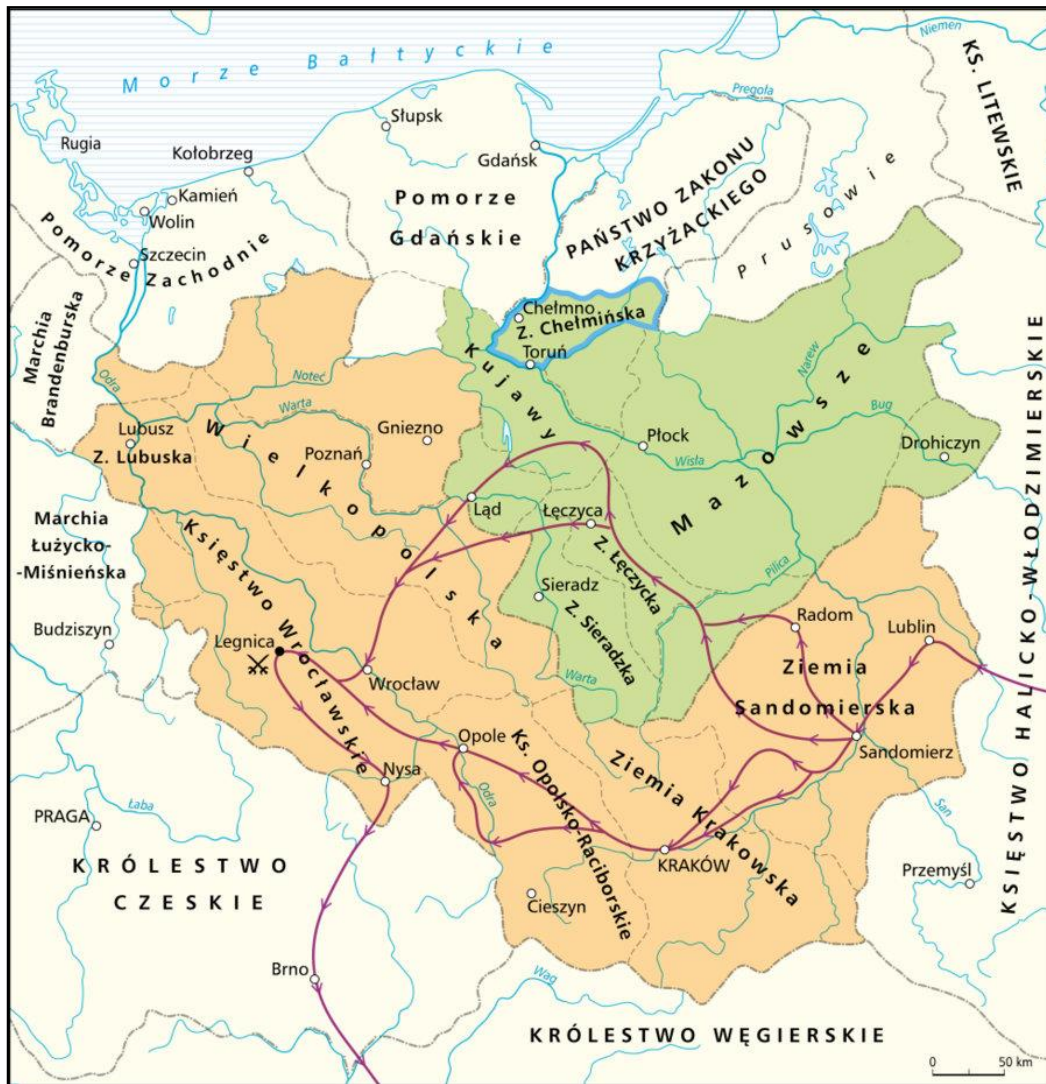 Morze Bałtyckie
Niemen
KS. LITEWSKIE
Pregoła
Słupsk
Rugia
Kołobrzeg
Gdańsk
Kamień
Wolin
Pomorze
Gdańskie
PAŃSTWO ZAKONU
KRZYŻACKIEGO
Prusowie
Szczecin
Pomorze Zachodnie
Marchia
Brandenburska
Chełmno
Z. Chełmińska
Toruń
Kujawy
Odra
Noteć
Narew
Warta
Wielkopolska
Gniezno
Bug
Lubusz
Z. Lubuska
Poznań
Płock
Wisła
Mazowsze
Drohiczyn
Ląd
Łęczyca
Z. Łęczycka
Marchia
Łużycko-
-Miśnieńska
Księstwo Wrocławskie
Sieradz
Z. Sieradzka
Pilica
Radom
Lublin
Budziszyn
Legnica
Wrocław
Warta
Ziemia
Sandomierska
Sandomierz
Opole
Ks. Opolsko-Raciborskie
Ziemia Krakowska
Nysa
Odra
San
KSIĘSTWO HALICKO-WŁODZIMIERSKIE
Łaba
PRAGA
KRÓLESTWO
CZESKIE
KRAKÓW
Przemyśl
Cieszyn
Brno
Wag
KRÓLESTWO WĘGIERSKIE
0 50 km